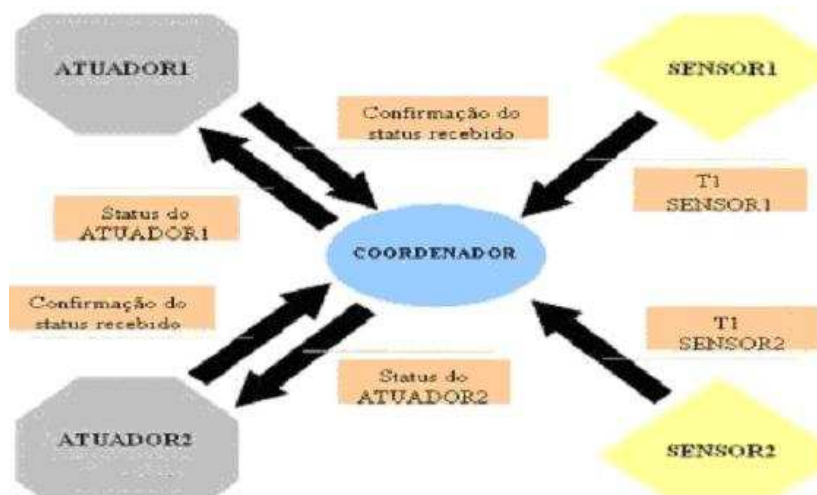 ATUADOR1
SENSOR1
Confirmação do
status recebido
T1
SENSOR1
Status do
ATUADOR1
COORDENADOR
Confirmação do
status recebido
T1
SENSOR2
Status do
ATUADOR2
ATUADOR2
SENSOR2